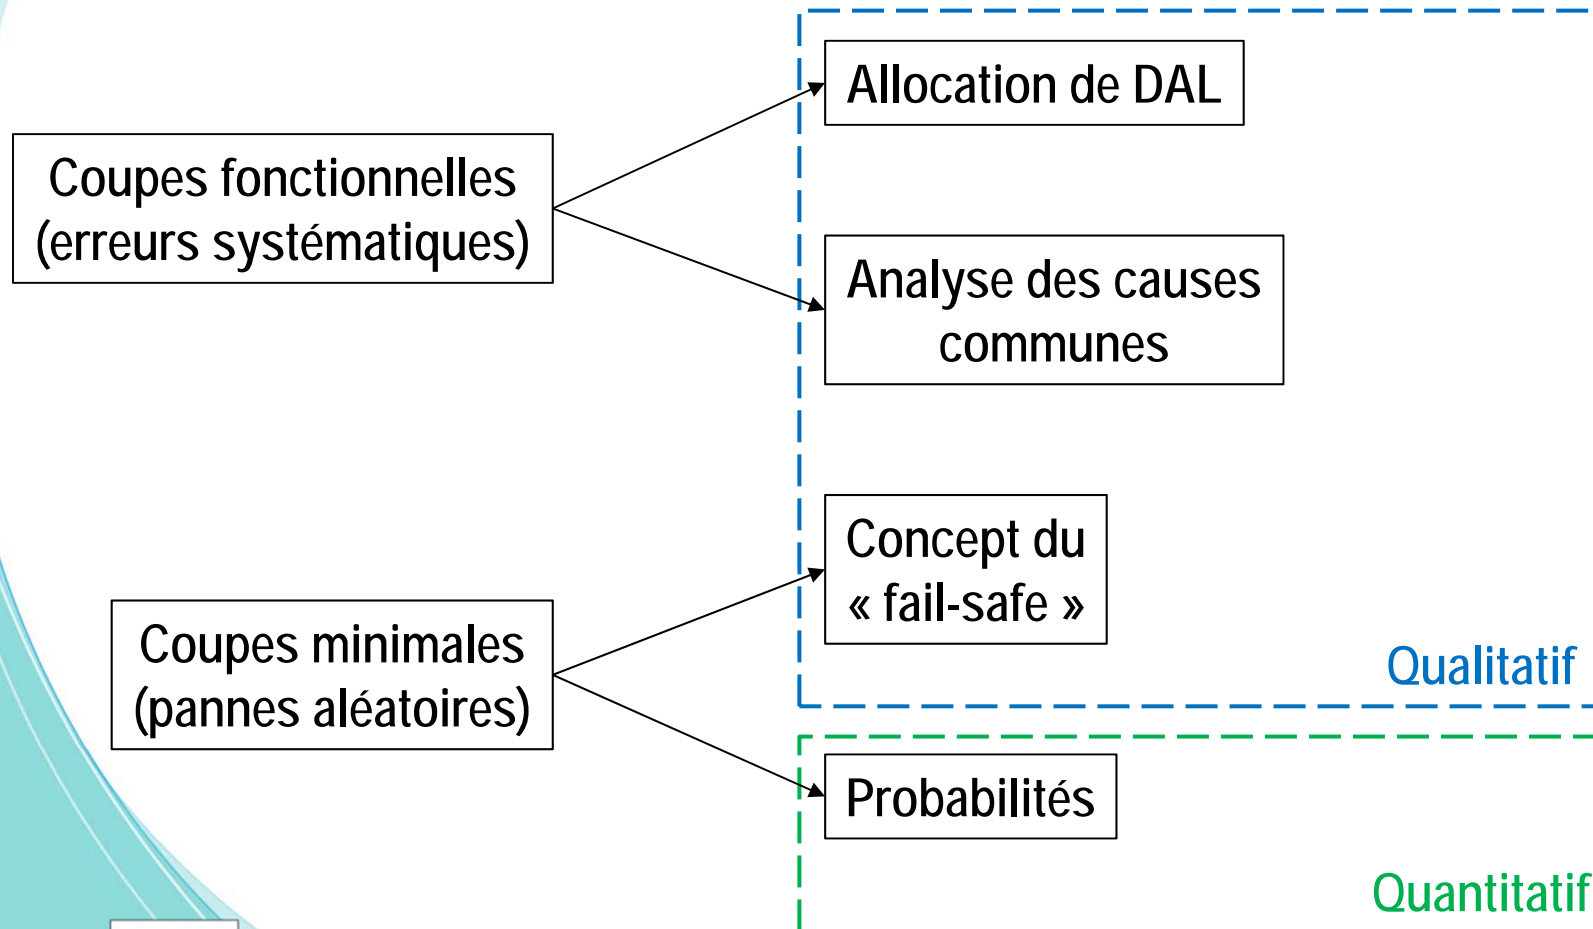 Allocation de DAL
Coupes fonctionnelles
(erreurs systématiques)
Analyse des causes
communes
Concept du
« fail-safe »
Coupes minimales
(pannes aléatoires)
Qualitatif
Probabilités
Quantitatif